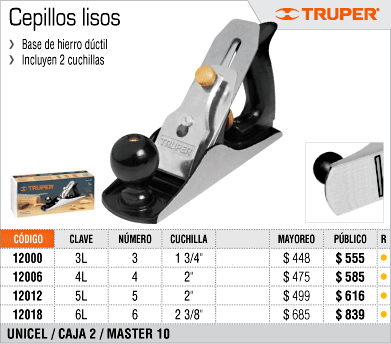 Cepillos lisos
TRUPER®
Base de hierro dúctil
Incluyen 2 cuchillas
TRUPER
CÓDIGO CLAVE NÚMERO CUCHILLA MAYOREO PÚBLICO R
12000 3L 3 1 3/4" $ 448 $ 555
12006 4L 4 2" $ 475 $ 585
12012 5L 5 2" $ 499 $ 616
12018 6L 6 2 3/8" $ 685 $ 839
UNICEL / CAJA 2 / MASTER 10